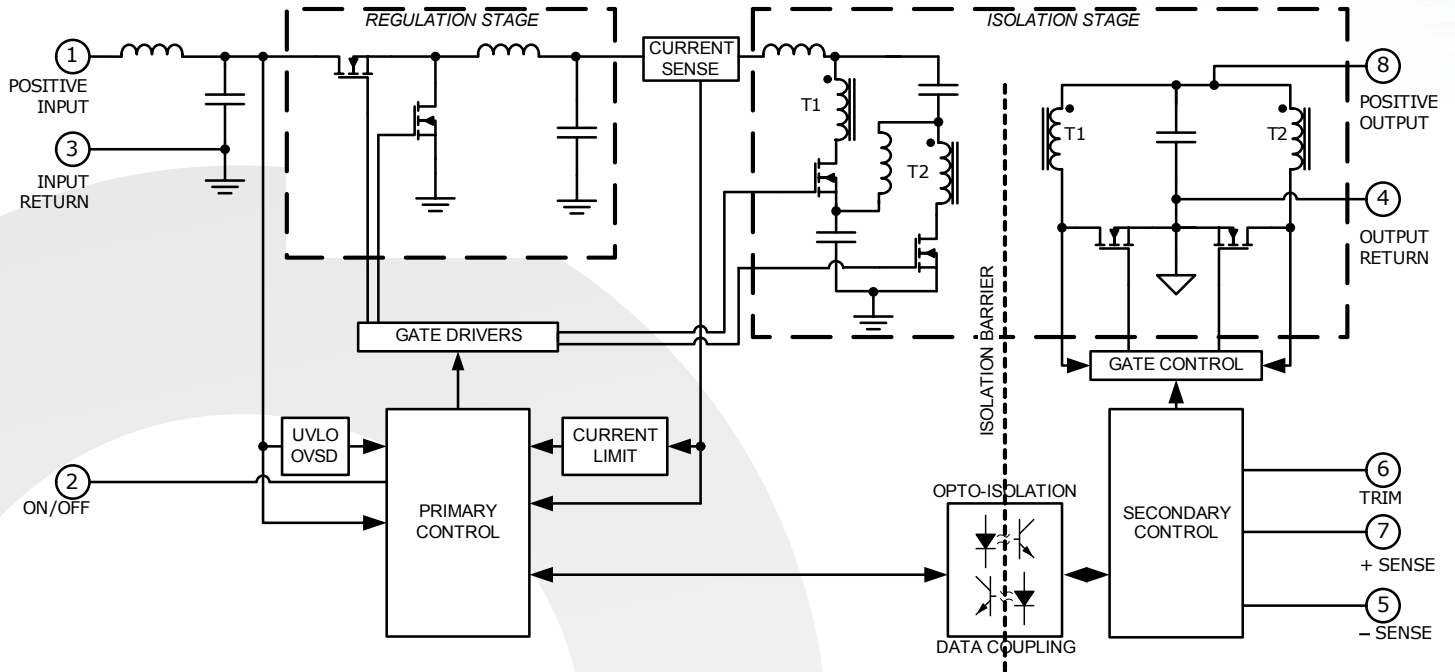 REGULATION STAGE
ISOLATION STAGE
1
POSITIVE
INPUT
3
INPUT
RETURN
CURRENT
SENSE
T1
T2
T1
T2
8
POSITIVE
OUTPUT
4
OUTPUT
RETURN
ISOLATION BARRIER
GATE DRIVERS
GATE CONTROL
UVLO
OVSD
CURRENT
LIMIT
2
ON/OFF
PRIMARY
CONTROL
OPTO-ISOLATION
DATA COUPLING
SECONDARY
CONTROL
6
TRIM
7
+ SENSE
5
– SENSE